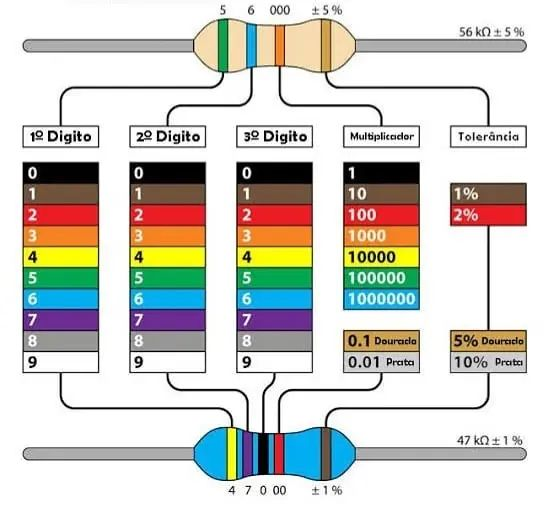 5 6 000 ± 5 %
56 kΩ ± 5 %
1º Digito 2º Digito 3º Digito Multiplicador Tolerância
0 0 0 1
1 1 1 10 1%
2 2 2 100 2%
3 3 3 1000
4 4 4 10000
5 5 5 100000
6 6 6 1000000
7 7 7
8 8 8 0.1 Dourado 5% Dourado
9 9 9 0.01 Prata 10% Prata
47 kΩ ± 1 %
4 7 0 00 ± 1 %